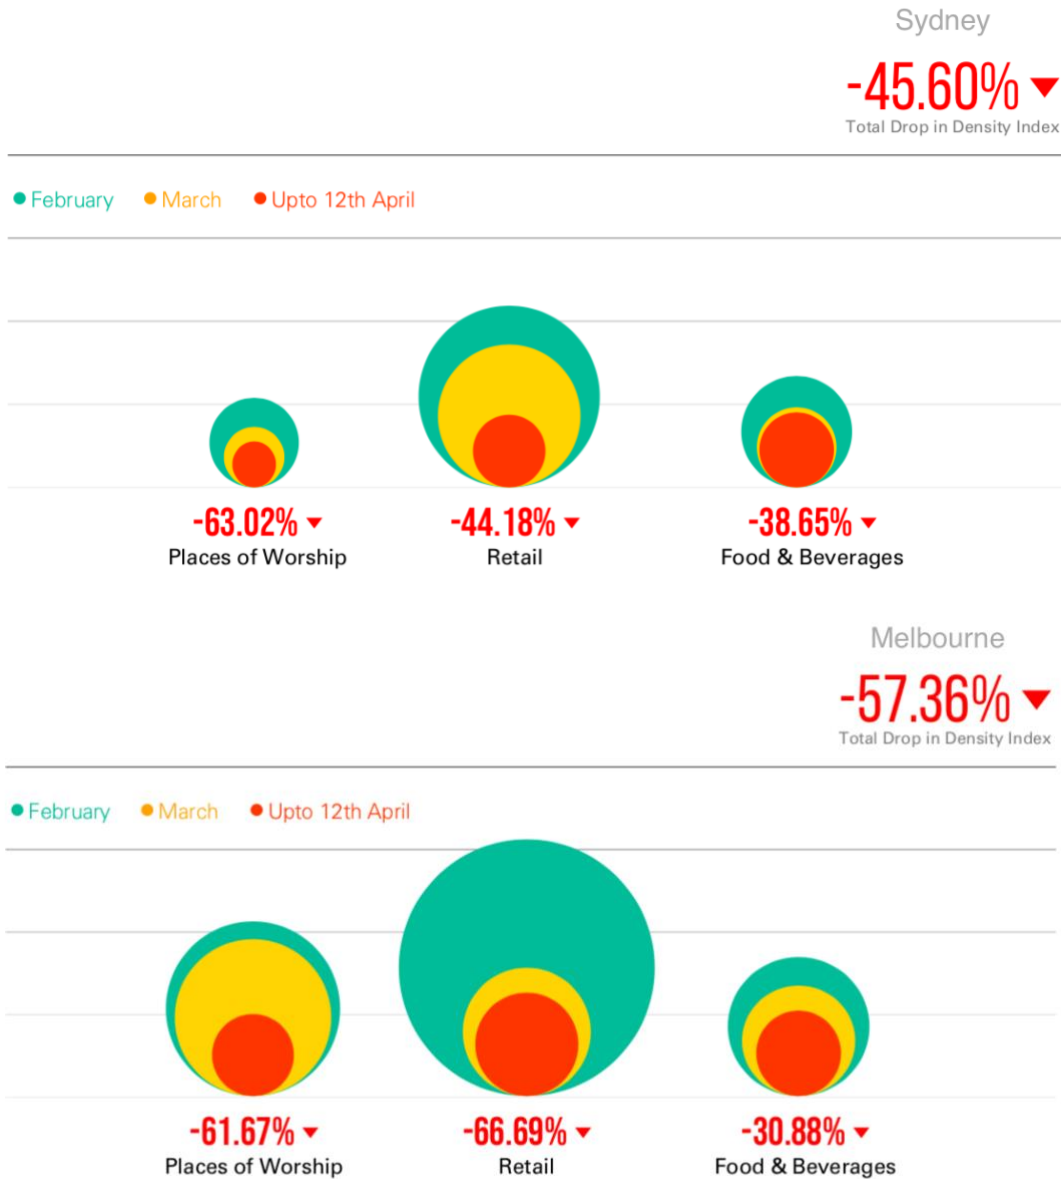 Sydney
-45.60%
Total Drop in Density Index
February March Upto 12th April
-63.02% -44.18% -38.65%
Places of Worship Retail Food & Beverages
Melbourne
-57.36%
Total Drop in Density Index
February March Upto 12th April
-61.67% -66.69% -30.88%
Places of Worship Retail Food & Beverages